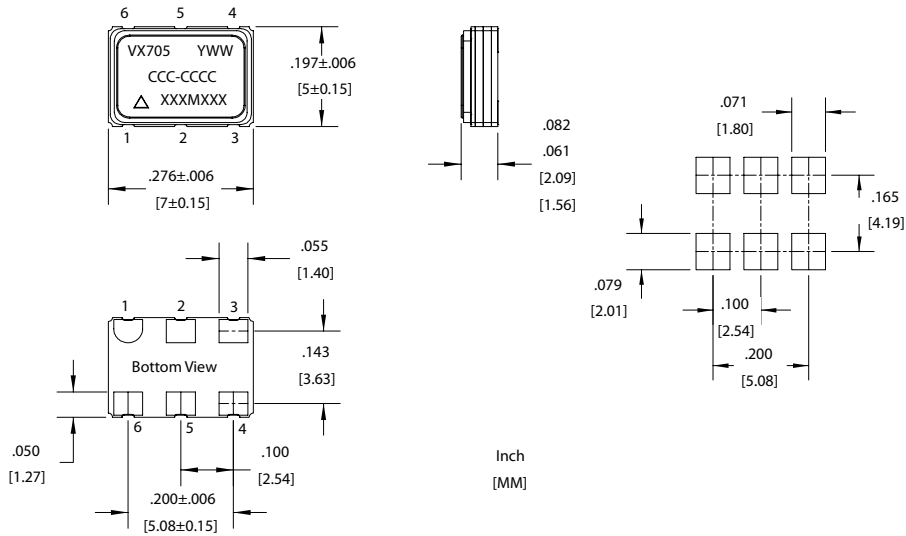 6 5 4
VX705 YWW
CCC-CCCC
△ XXXMXXX
1 2 3
.197±.006
[5±0.15]
.276±.006
[7±0.15]
.082
.061
[2.09]
[1.56]
.071
[1.80]
.165
[4.19]
.079
[2.01]
.100
[2.54]
.200
[5.08]
.055
[1.40]
1 2 3
Bottom View
.143
[3.63]
6 5 4
.050
[1.27]
.100
[2.54]
.200±.006
[5.08±0.15]
Inch
[MM]